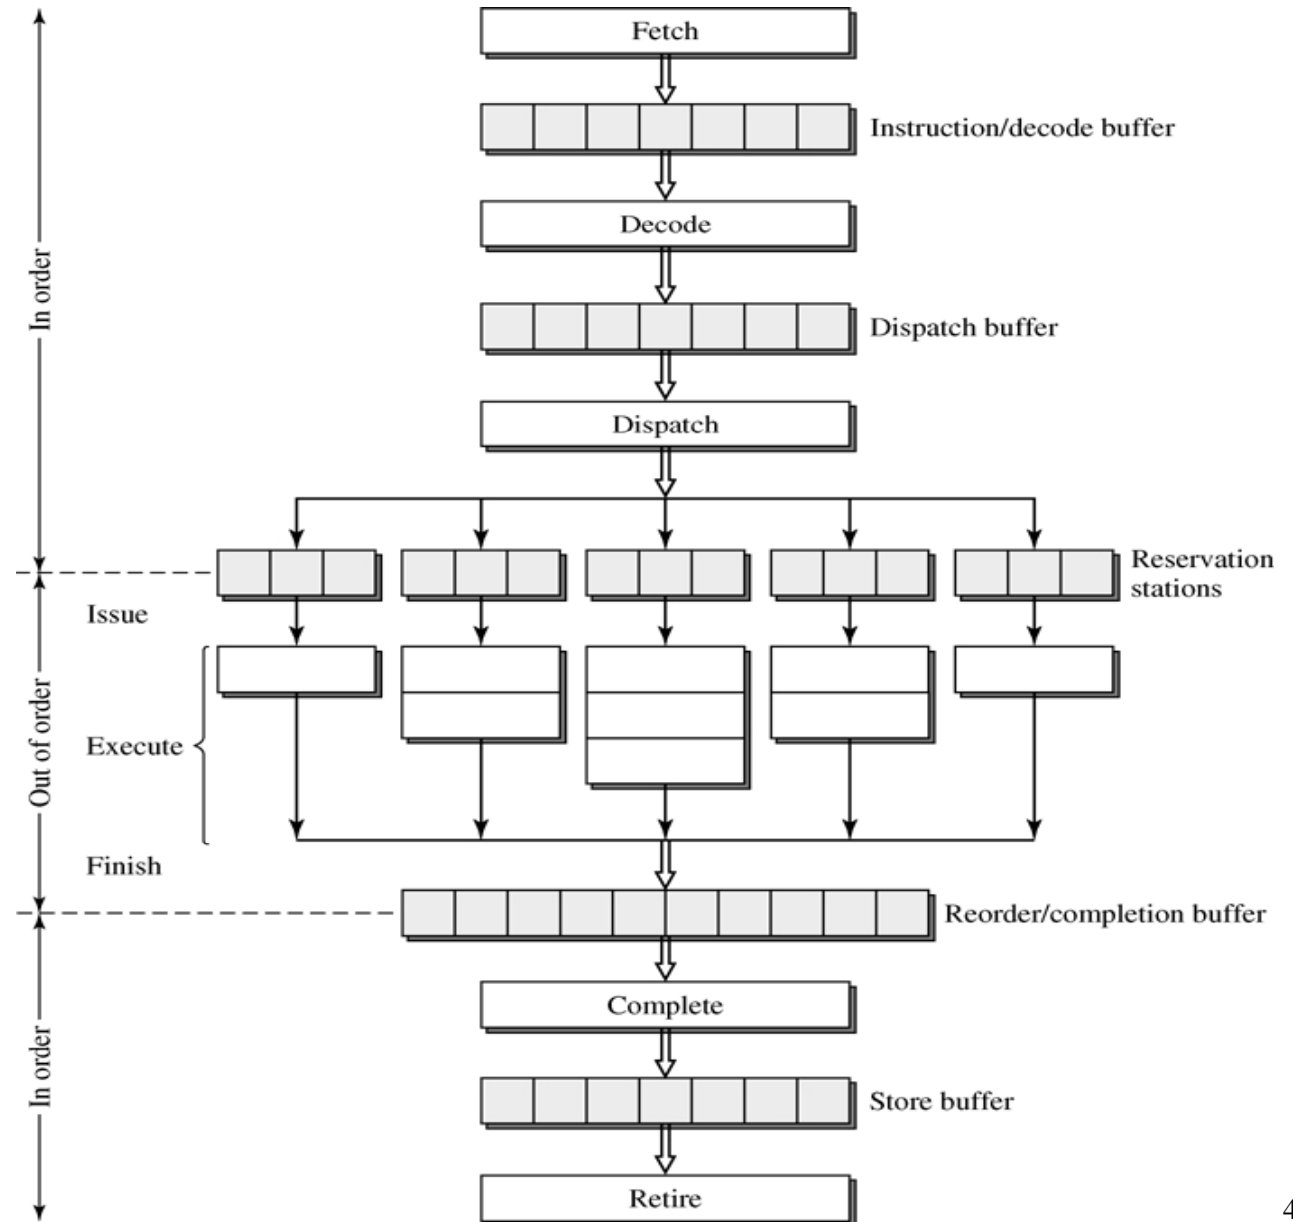 Fetch
Instruction/decode buffer
Decode
In order
Dispatch buffer
Dispatch
Reservation
stations
Issue
Out of order
Execute
Finish
Reorder/completion buffer
Complete
In order
Store buffer
Retire
4